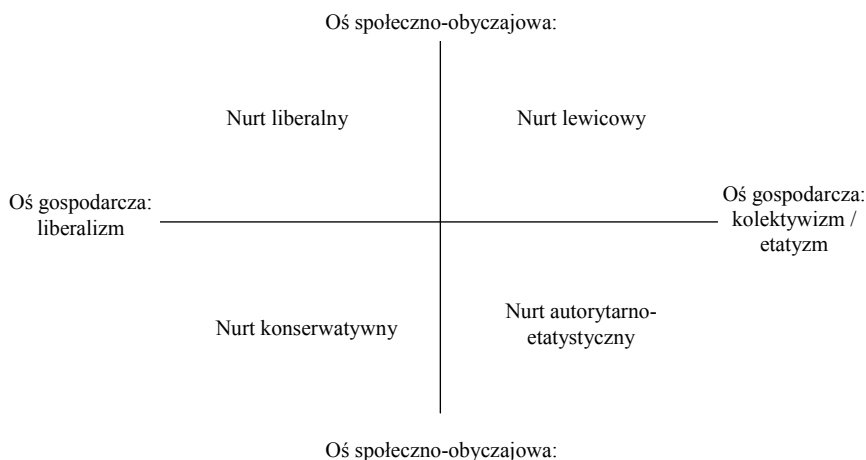 Oś społeczno-obyczajowa:
Nurt liberalny
Nurt lewicowy
Oś gospodarcza:
liberalizm
Oś gospodarcza:
kolektywizm /
etatyzm
Nurt konserwatywny
Nurt autorytarno-
etatystyczny
Oś społeczno-obyczajowa: